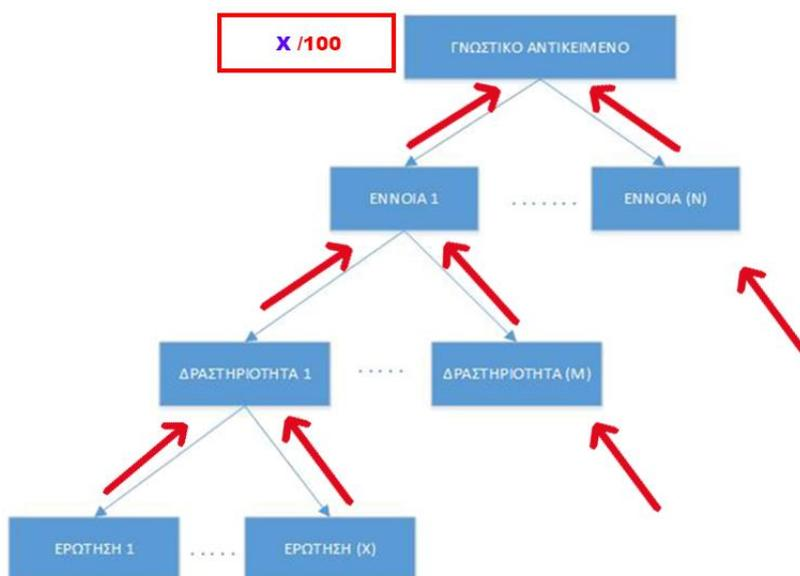 X /100
ΓΝΩΣΤΙΚΟ ΑΝΤΙΚΕΙΜΕΝΟ
ΕΝΝΟΙΑ 1
.......
ΕΝΝΟΙΑ (Ν)
ΔΡΑΣΤΗΡΙΟΤΗΤΑ 1
.....
ΔΡΑΣΤΗΡΙΟΤΗΤΑ (Μ)
ΕΡΩΤΗΣΗ 1
.....
ΕΡΩΤΗΣΗ (Χ)